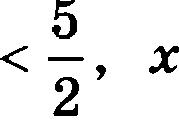 < 5/2, x